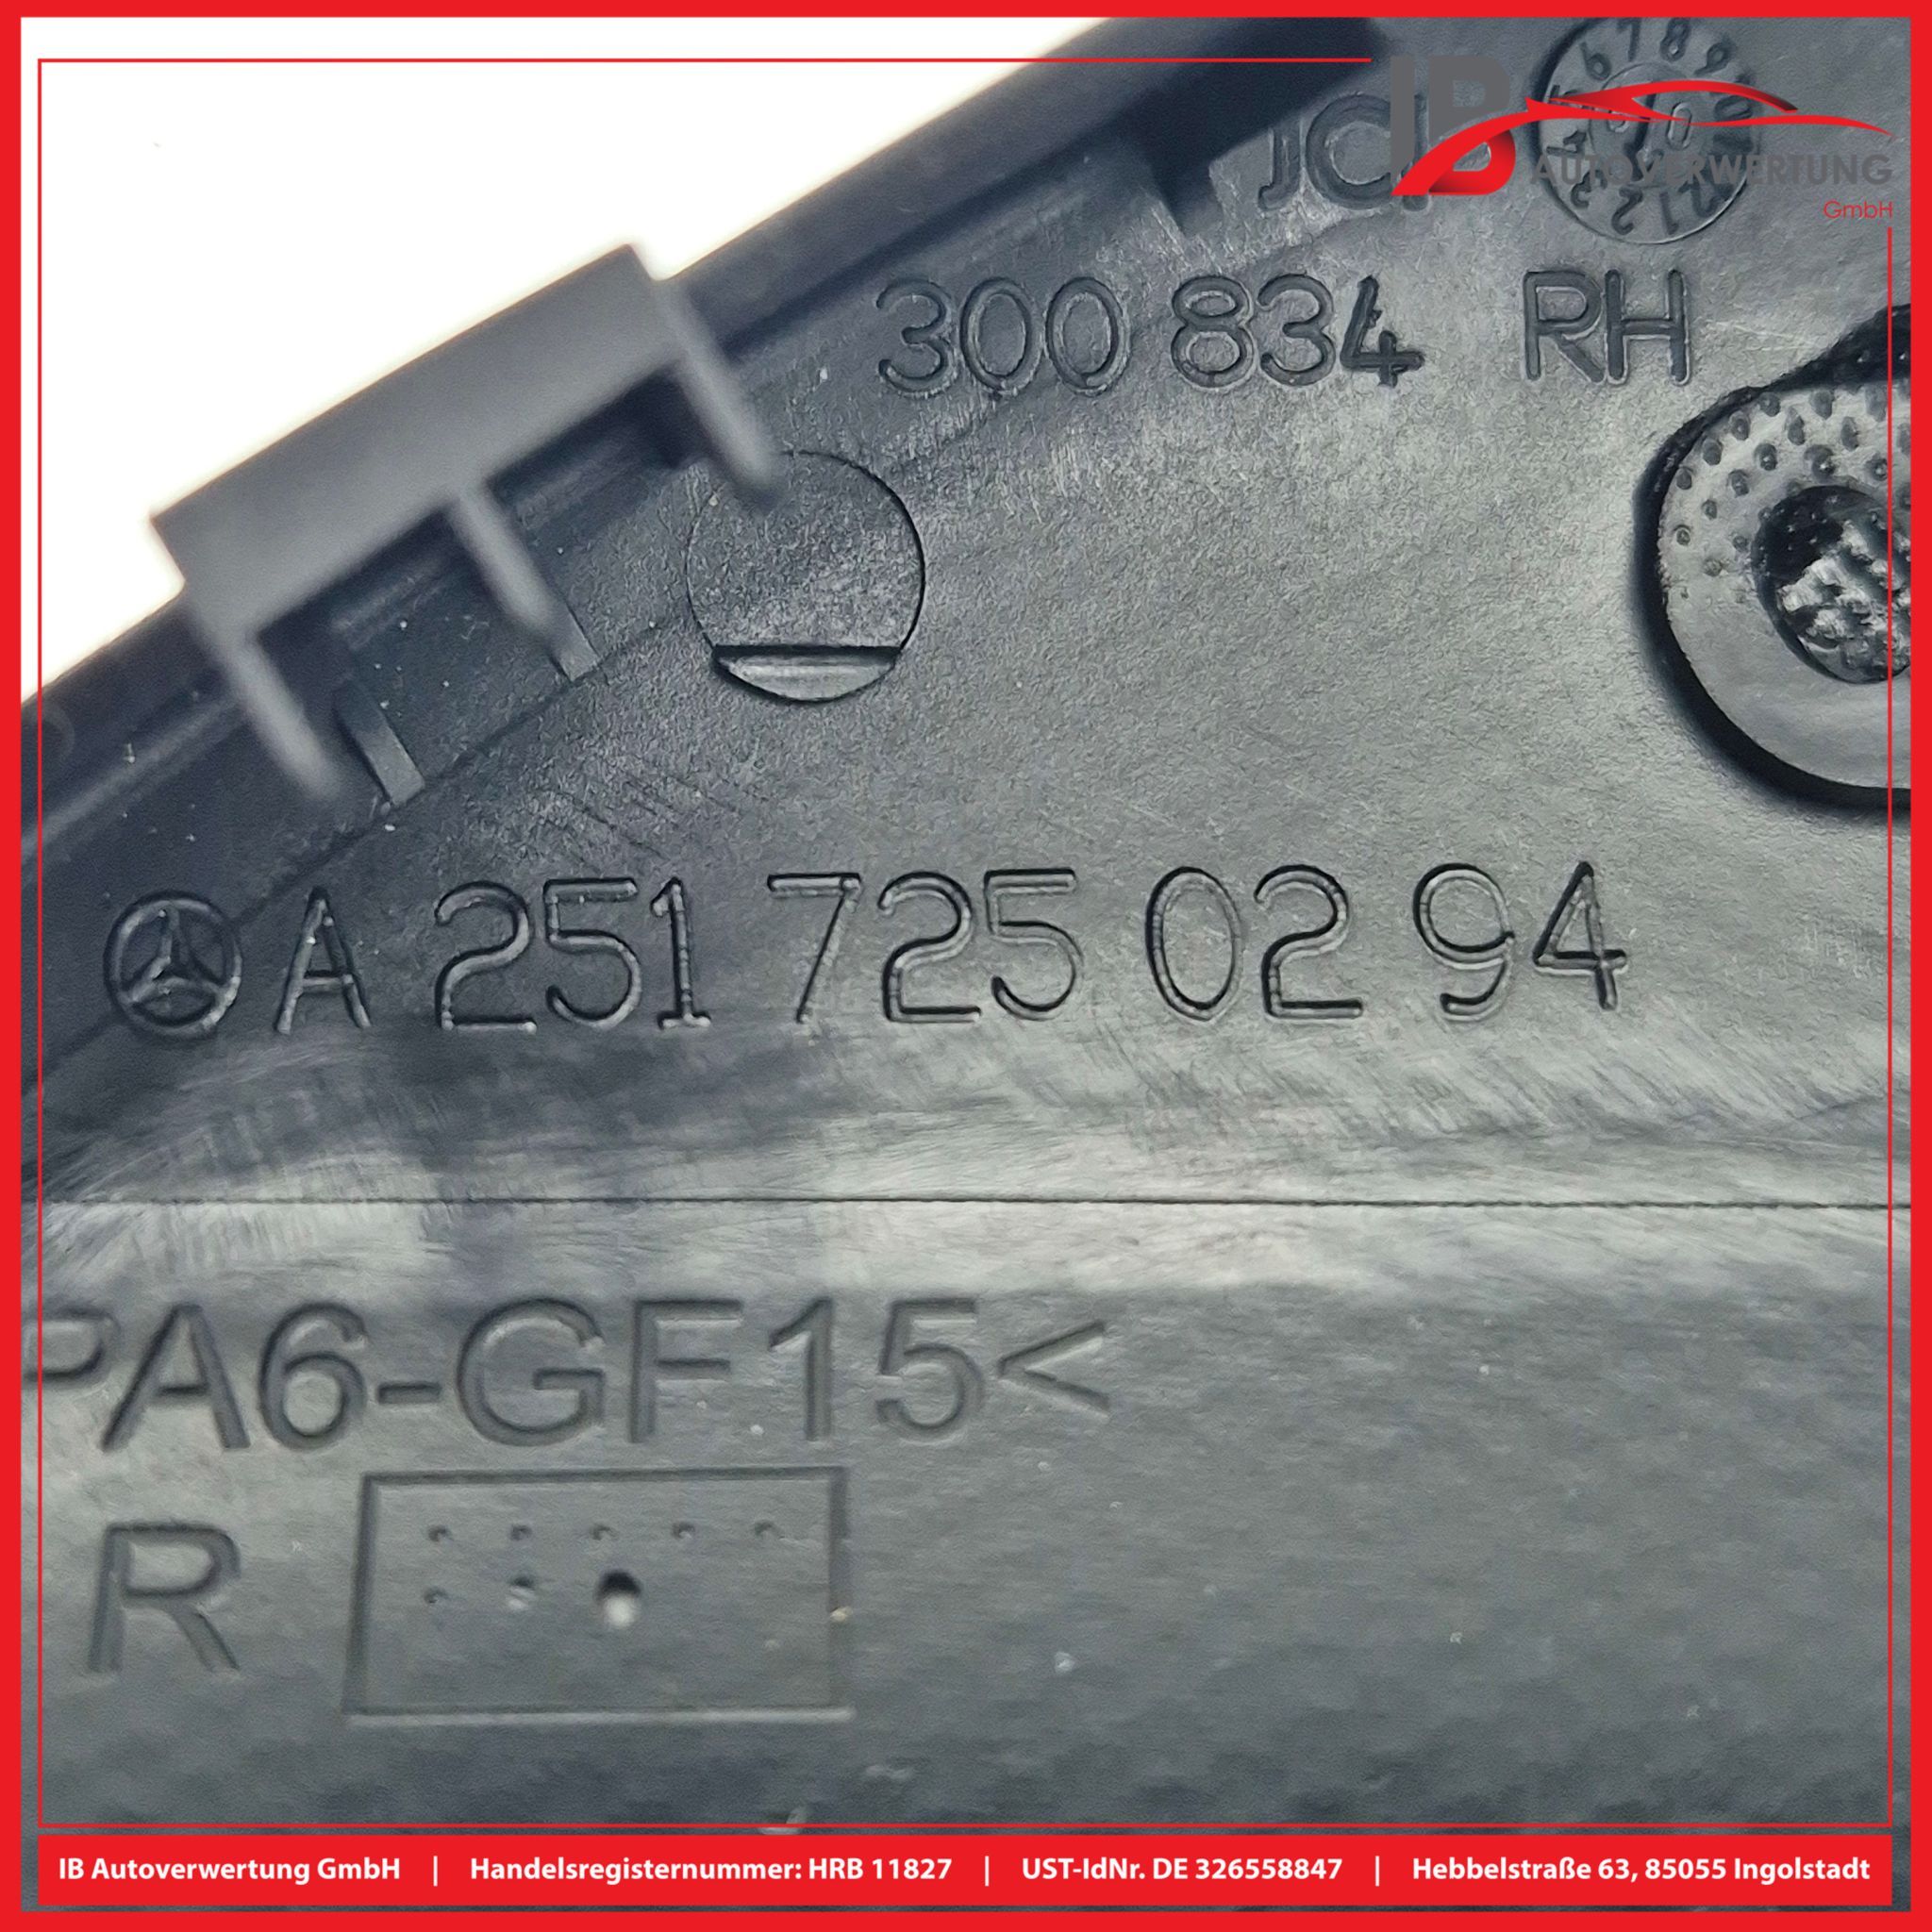 JCI
IB
AUTOVERWERTUNG
GmbH
300 834 RH
A 251 725 02 94
PA6-GF15<
R
IB Autoverwertung GmbH | Handelsregisternummer: HRB 11827 | UST-IdNr. DE 326558847 | Hebbelstraße 63, 85055 Ingolstadt